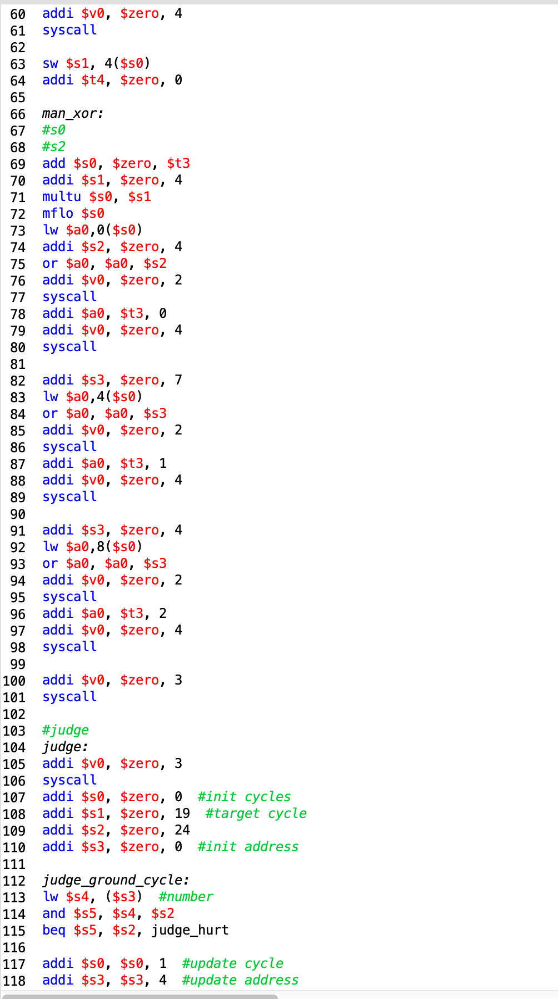 60 addi $v0, $zero, 4
61 syscall
62
63 sw $s1, 4($s0)
64 addi $t4, $zero, 0
65
66 man_xor:
67 #s0
68 #s2
69 add $s0, $zero, $t3
70 addi $s1, $zero, 4
71 multu $s0, $s1
72 mflo $s0
73 lw $a0,0($s0)
74 addi $s2, $zero, 4
75 or $a0, $a0, $s2
76 addi $v0, $zero, 2
77 syscall
78 addi $a0, $t3, 0
79 addi $v0, $zero, 4
80 syscall
81
82 addi $s3, $zero, 7
83 lw $a0,4($s0)
84 or $a0, $a0, $s3
85 addi $v0, $zero, 2
86 syscall
87 addi $a0, $t3, 1
88 addi $v0, $zero, 4
89 syscall
90
91 addi $s3, $zero, 4
92 lw $a0,8($s0)
93 or $a0, $a0, $s3
94 addi $v0, $zero, 2
95 syscall
96 addi $a0, $t3, 2
97 addi $v0, $zero, 4
98 syscall
99
100 addi $v0, $zero, 3
101 syscall
102
103 #judge
104 judge:
105 addi $v0, $zero, 3
106 syscall
107 addi $s0, $zero, 0 #init cycles
108 addi $s1, $zero, 19 #target cycle
109 addi $s2, $zero, 24
110 addi $s3, $zero, 0 #init address
111
112 judge_ground_cycle:
113 lw $s4, ($s3) #number
114 and $s5, $s4, $s2
115 beq $s5, $s2, judge_hurt
116
117 addi $s0, $s0, 1 #update cycle
118 addi $s3, $s3, 4 #update address